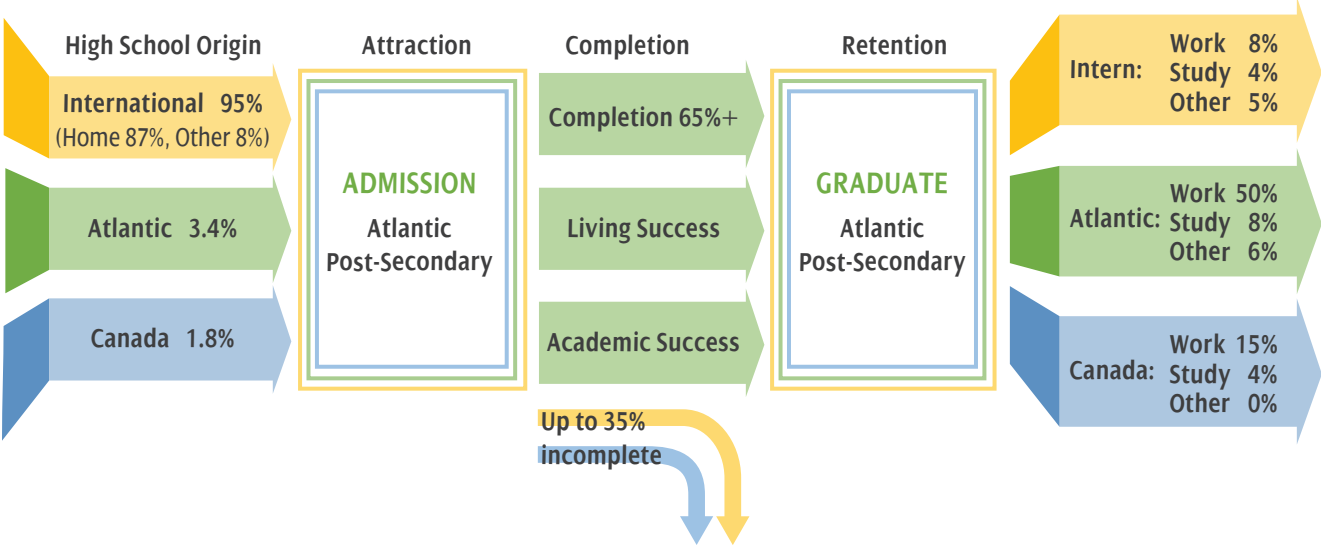 High School Origin
Attraction
Completion
Retention
International 95%
(Home 87%, Other 8%)
Atlantic 3.4%
Canada 1.8%
ADMISSION
Atlantic
Post-Secondary
Completion 65%+
Living Success
Academic Success
Up to 35%
incomplete
GRADUATE
Atlantic
Post-Secondary
Intern:
Work 8%
Study 4%
Other 5%
Atlantic:
Work 50%
Study 8%
Other 6%
Canada:
Work 15%
Study 4%
Other 0%